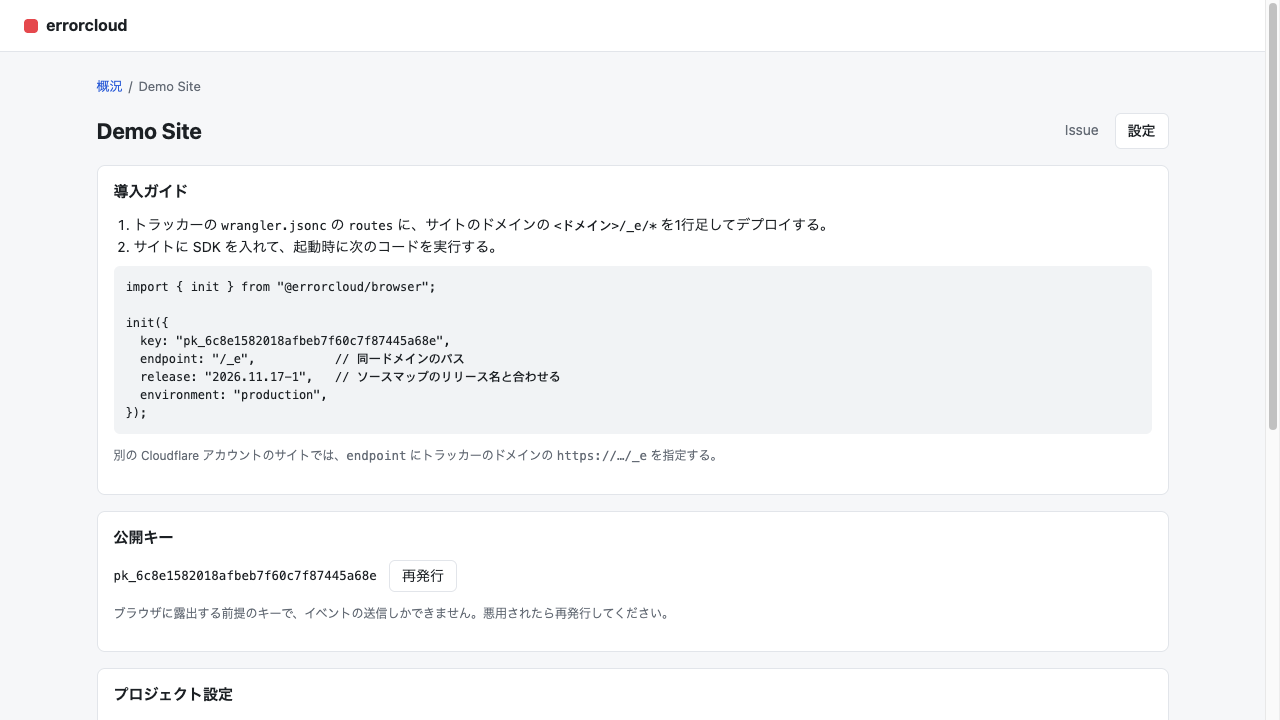 errorcloud
概況 / Demo Site
Demo Site
Issue
設定
導入ガイド
1. トラッカーの wrangler.jsonc の routes に、サイトのドメインの <ドメイン>/_e/* を1行足してデプロイする。
2. サイトに SDK を入れて、起動時に次のコードを実行する。
import { init } from "@errorcloud/browser";
init({
  key: "pk_6c8e1582018afbeb7f60c7f87445a68e",
  endpoint: "/_e",           // 同一ドメインのパス
  release: "2026.11.17-1",   // ソースマップのリリース名と合わせる
  environment: "production",
});
別の Cloudflare アカウントのサイトでは、endpoint にトラッカーのドメインの https://…/_e を指定する。
公開キー
pk_6c8e1582018afbeb7f60c7f87445a68e
再発行
ブラウザに露出する前提のキーで、イベントの送信しかできません。悪用されたら再発行してください。
プロジェクト設定